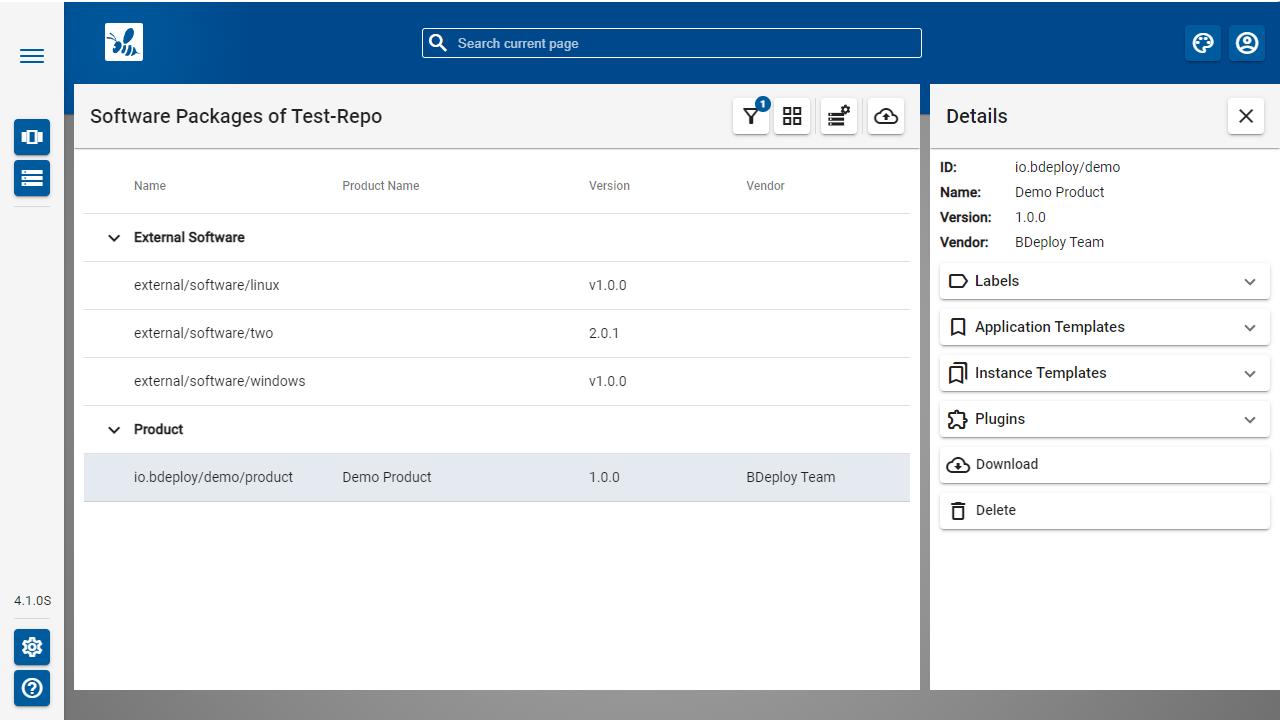 Search current page
Software Packages of Test-Repo
1
Name Product Name Version Vendor
External Software
external/software/linux v1.0.0
external/software/two 2.0.1
external/software/windows v1.0.0
Product
io.bdeploy/demo/product Demo Product 1.0.0 BDeploy Team
Details
ID: io.bdeploy/demo
Name: Demo Product
Version: 1.0.0
Vendor: BDeploy Team
Labels
Application Templates
Instance Templates
Plugins
Download
Delete
4.1.0S